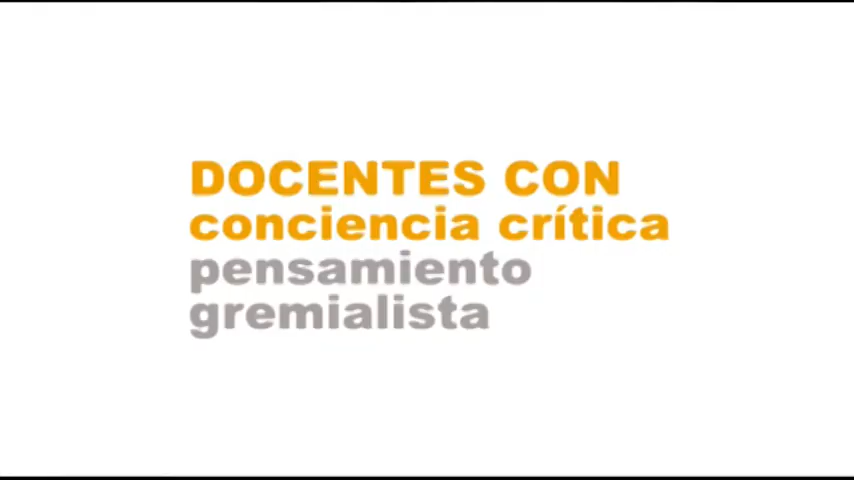 DOCENTES CON
conciencia crítica
pensamiento
gremialista